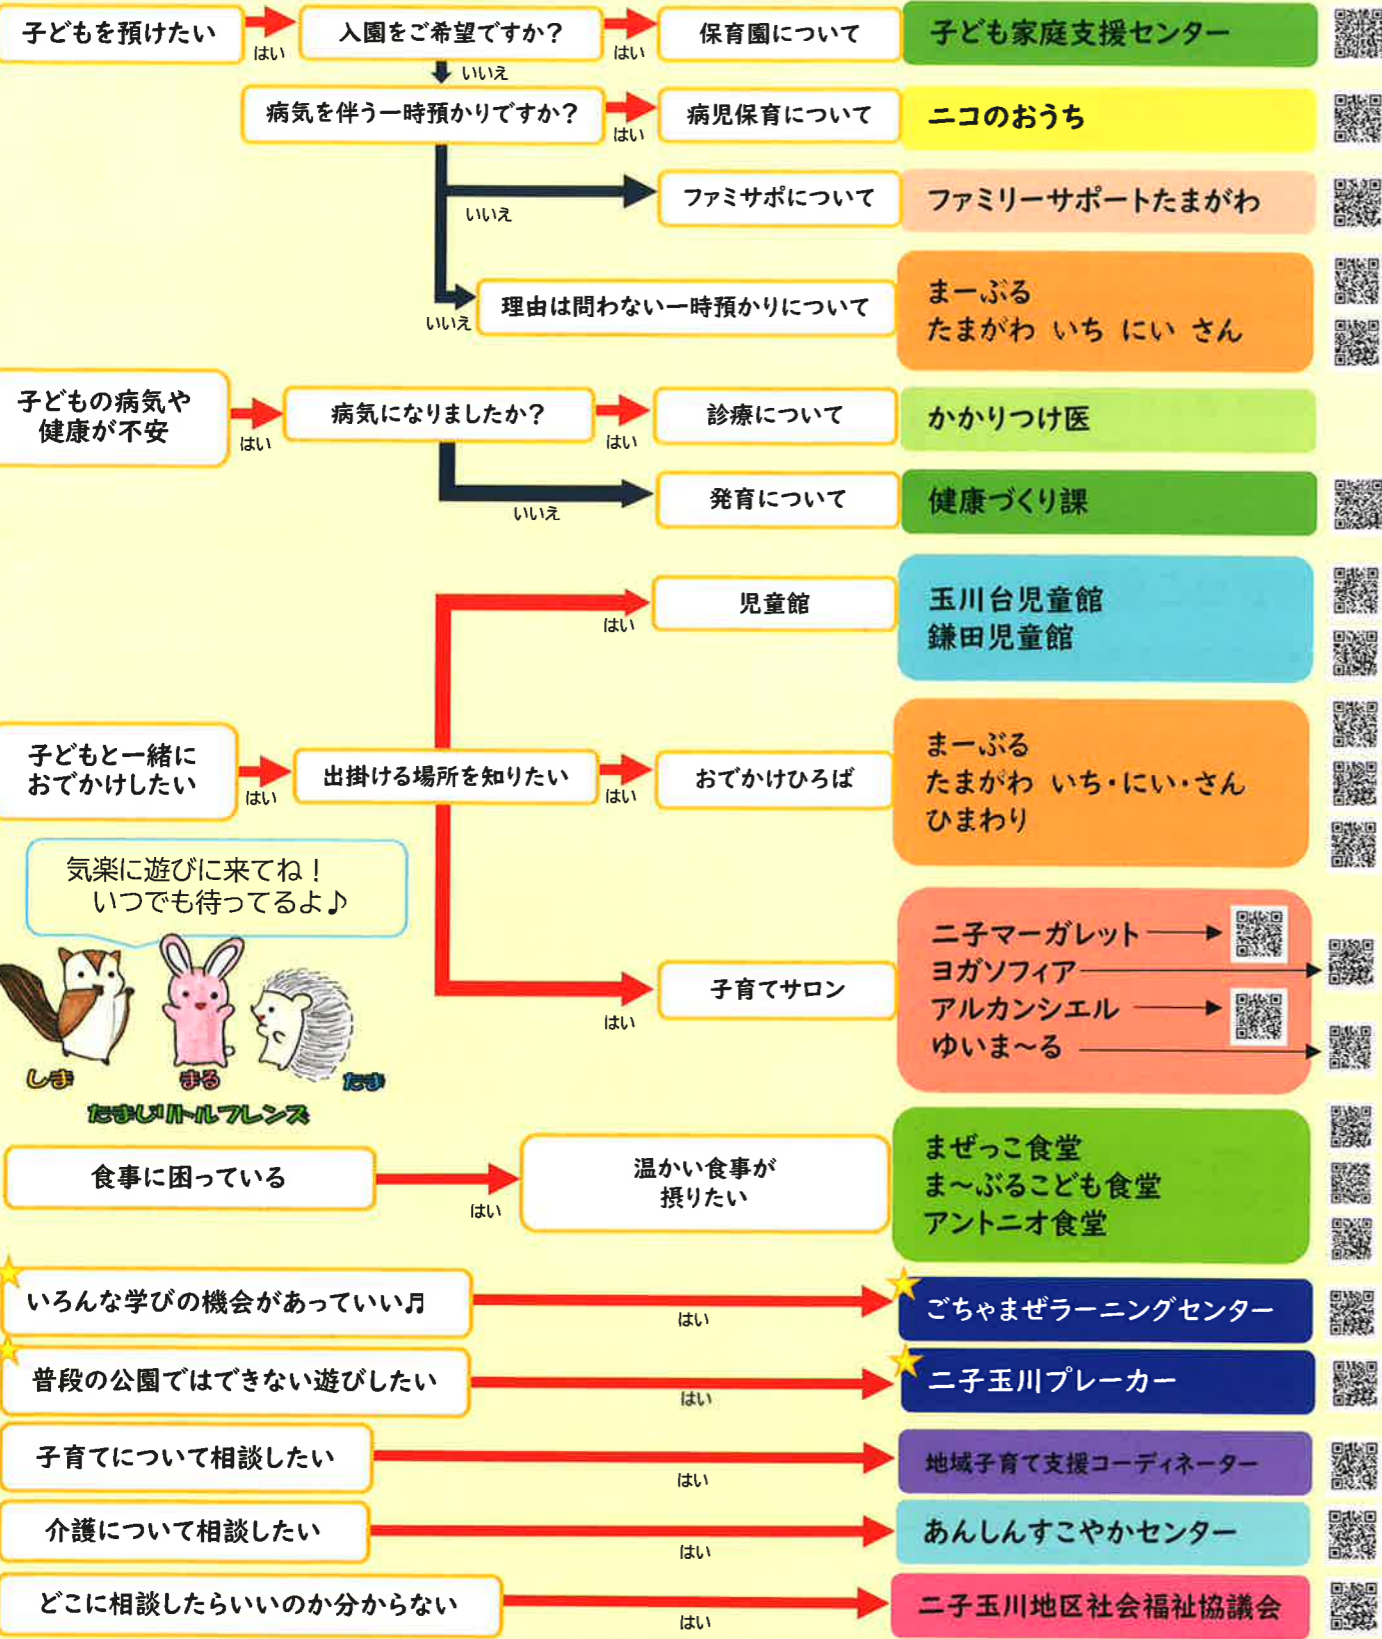 子どもを預けたい
はい
入園をご希望ですか？
はい
保育園について
子ども家庭支援センター
いいえ
病気を伴う一時預かりですか？
はい
病児保育について
ニコのおうち
いいえ
ファミサポについて
ファミリーサポートたまがわ
いいえ
理由は問わない一時預かりについて
まーぶる
たまがわ いち にい さん
子どもの病気や
健康が不安
はい
病気になりましたか？
はい
診療について
かかりつけ医
いいえ
発育について
健康づくり課
はい
児童館
玉川台児童館
鎌田児童館
子どもと一緒に
おでかけしたい
はい
出掛ける場所を知りたい
はい
おでかけひろば
まーぶる
たまがわ いち・にい・さん
ひまわり
気楽に遊びに来てね！
いつでも待ってるよ♪
しま
まる
たま
たまじリトルフレンズ
はい
子育てサロン
二子マーガレット
ヨガソフィア
アルカンシエル
ゆいま～る
食事に困っている
はい
温かい食事が
摂りたい
まぜっこ食堂
ま～ぶるこども食堂
アントニオ食堂
いろんな学びの機会があっていい♬
はい
ごちゃまぜラーニングセンター
普段の公園ではできない遊びしたい
はい
二子玉川プレーカー
子育てについて相談したい
はい
地域子育て支援コーディネーター
介護について相談したい
はい
あんしんすこやかセンター
どこに相談したらいいのか分からない
はい
二子玉川地区社会福祉協議会